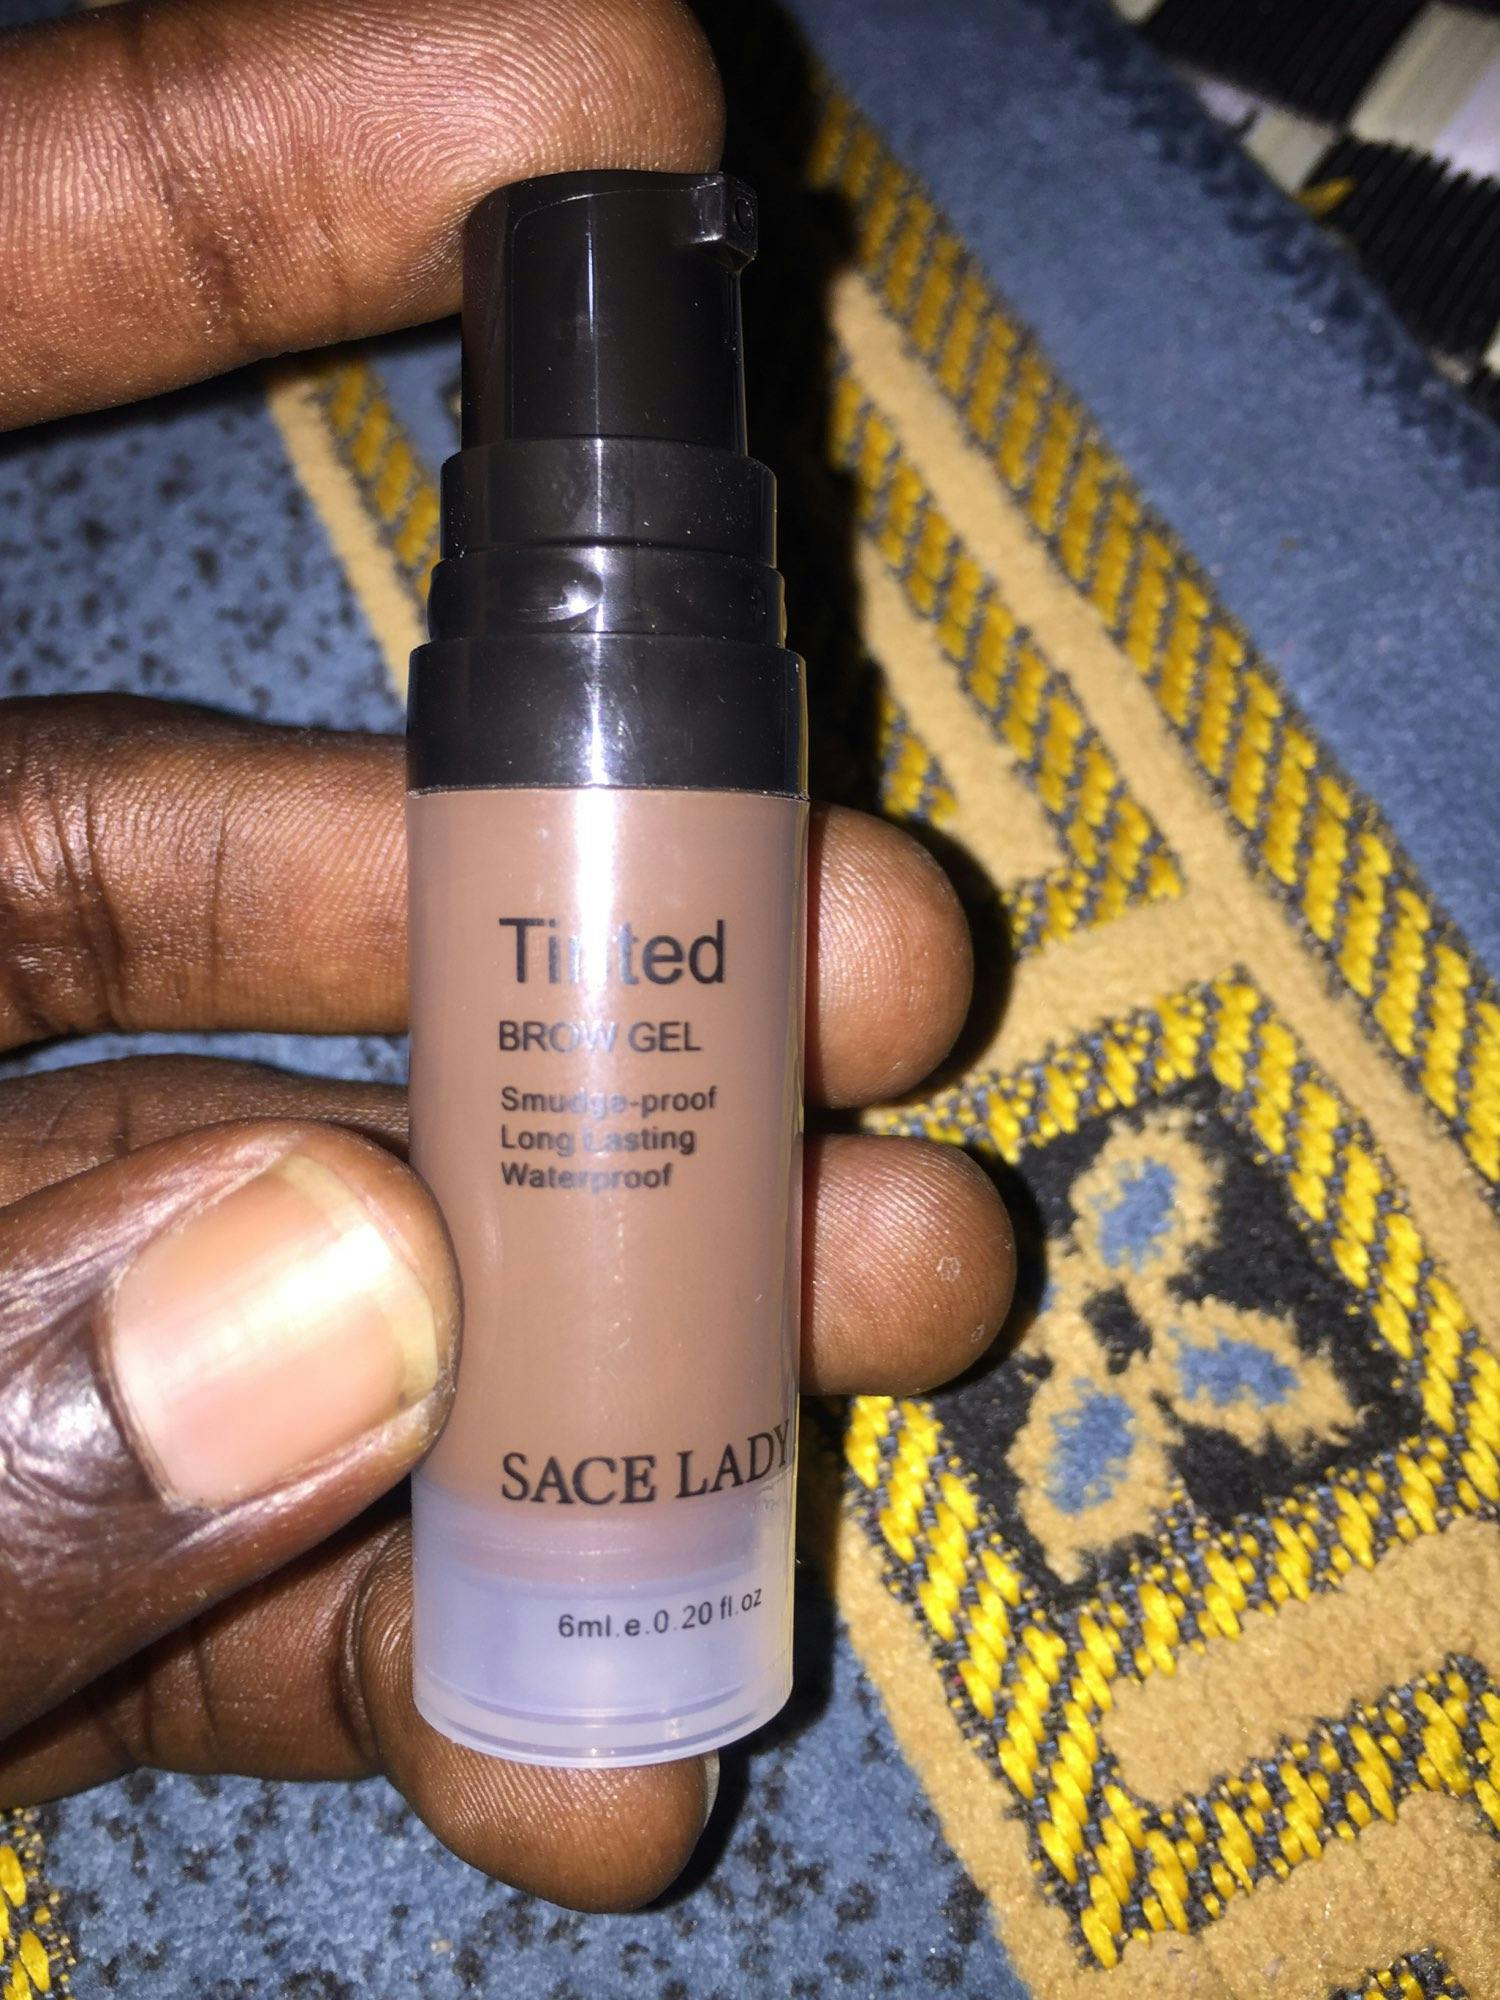 Tinted
BROW GEL
Smudge-proof
Long Lasting
Waterproof
SACE LADY
6ml.e.0.20 fl.oz